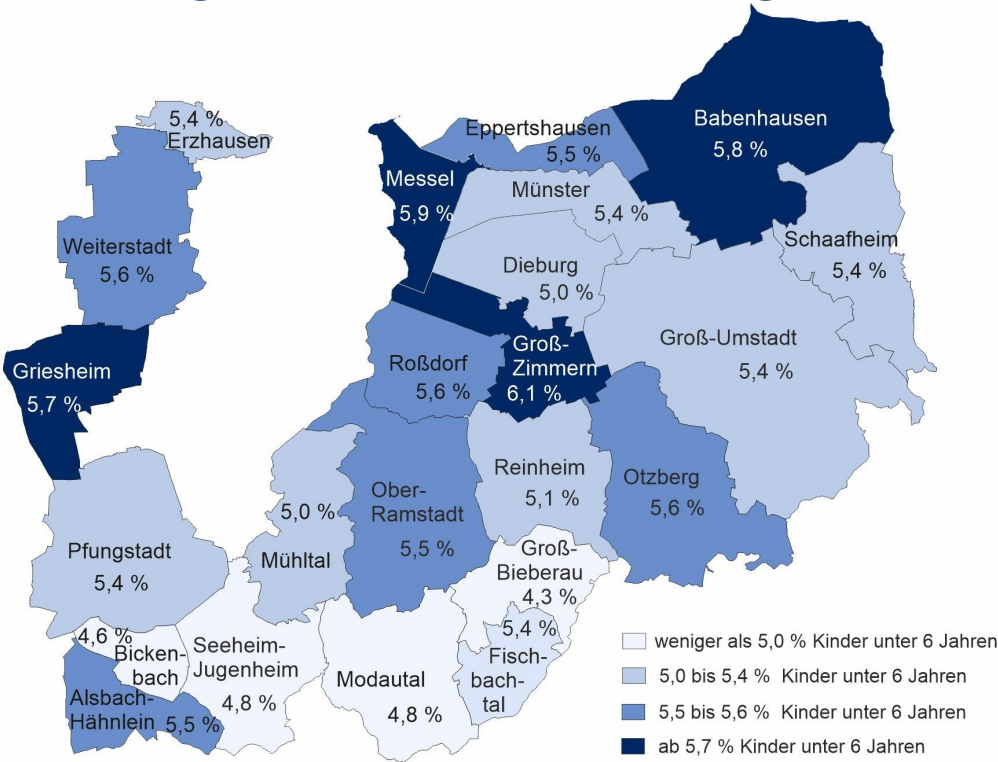 5,4 %
Erzhausen
Weiterstadt
5,6 %
Griesheim
5,7 %
Pfungstadt
5,4 %
4,6 %
Bicken-
bach
Alsbach-
Hähnlein 5,5 %
Seeheim-
Jugenheim
4,8 %
5,0 %
Mühltal
Modautal
4,8 %
Messel
5,9 %
Eppertshausen
5,5 %
Münster
5,4 %
Babenhausen
5,8 %
Schaafheim
5,4 %
Dieburg
5,0 %
Groß-
Zimmern
6,1 %
Groß-Umstadt
5,4 %
Roßdorf
5,6 %
Ober-
Ramstadt
5,5 %
Reinheim
5,1 %
Otzberg
5,6 %
Groß-
Bieberau
4,3 %
5,4 %
Fisch-
bach-
tal
weniger als 5,0 % Kinder unter 6 Jahren
5,0 bis 5,4 % Kinder unter 6 Jahren
5,5 bis 5,6 % Kinder unter 6 Jahren
ab 5,7 % Kinder unter 6 Jahren